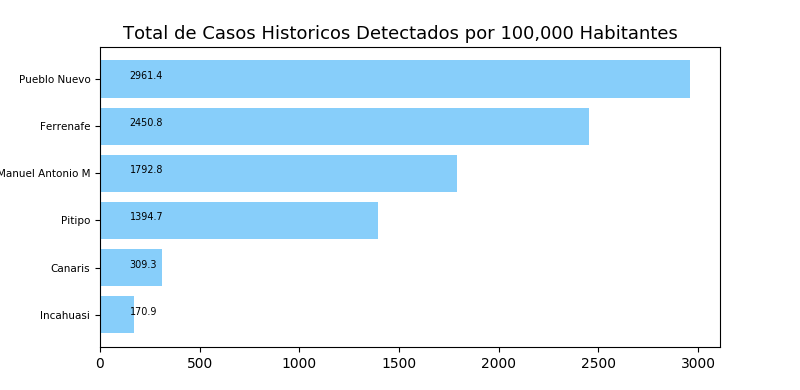 Total de Casos Historicos Detectados por 100,000 Habitantes
Pueblo Nuevo 2961.4
Ferrenafe 2450.8
Manuel Antonio M 1792.8
Pitipo 1394.7
Canaris 309.3
Incahuasi 170.9
0 500 1000 1500 2000 2500 3000